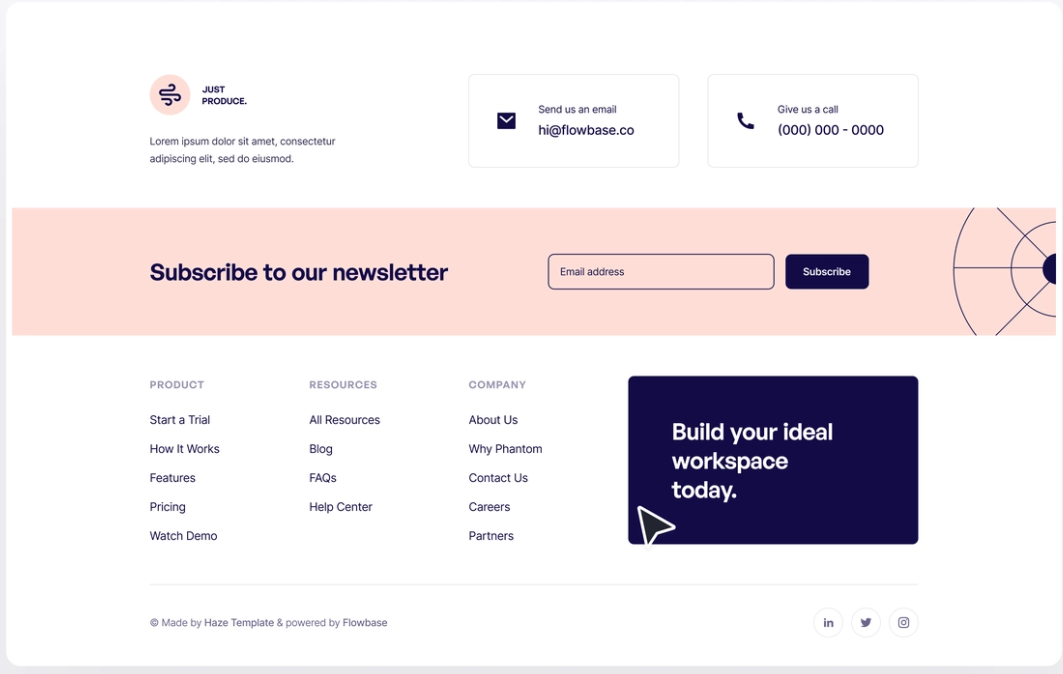 JUST
PRODUCE.
Lorem ipsum dolor sit amet, consectetur
adipiscing elit, sed do eiusmod.
Send us an email
hi@flowbase.co
Give us a call
(000) 000 - 0000
Subscribe to our newsletter
Email address
Subscribe
PRODUCT
Start a Trial
How It Works
Features
Pricing
Watch Demo
RESOURCES
All Resources
Blog
FAQs
Help Center
COMPANY
About Us
Why Phantom
Contact Us
Careers
Partners
Build your ideal
workspace
today.
© Made by Haze Template & powered by Flowbase
in